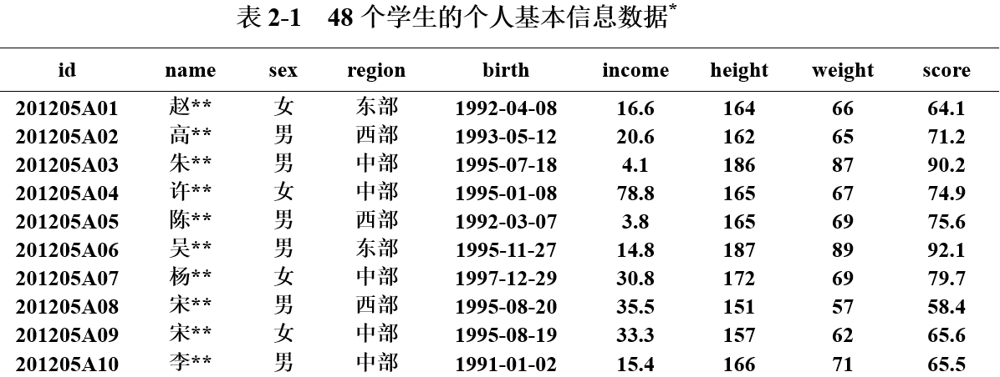 表 2-1 48 个学生的个人基本信息数据*
id name sex region birth income height weight score
201205A01 赵** 女 东部 1992-04-08 16.6 164 66 64.1
201205A02 高** 男 西部 1993-05-12 20.6 162 65 71.2
201205A03 朱** 男 中部 1995-07-18 4.1 186 87 90.2
201205A04 许** 女 中部 1995-01-08 78.8 165 67 74.9
201205A05 陈** 男 西部 1992-03-07 3.8 165 69 75.6
201205A06 吴** 男 东部 1995-11-27 14.8 187 89 92.1
201205A07 杨** 女 中部 1997-12-29 30.8 172 69 79.7
201205A08 宋** 男 西部 1995-08-20 35.5 151 57 58.4
201205A09 宋** 女 中部 1995-08-19 33.3 157 62 65.6
201205A10 李** 男 中部 1991-01-02 15.4 166 71 65.5